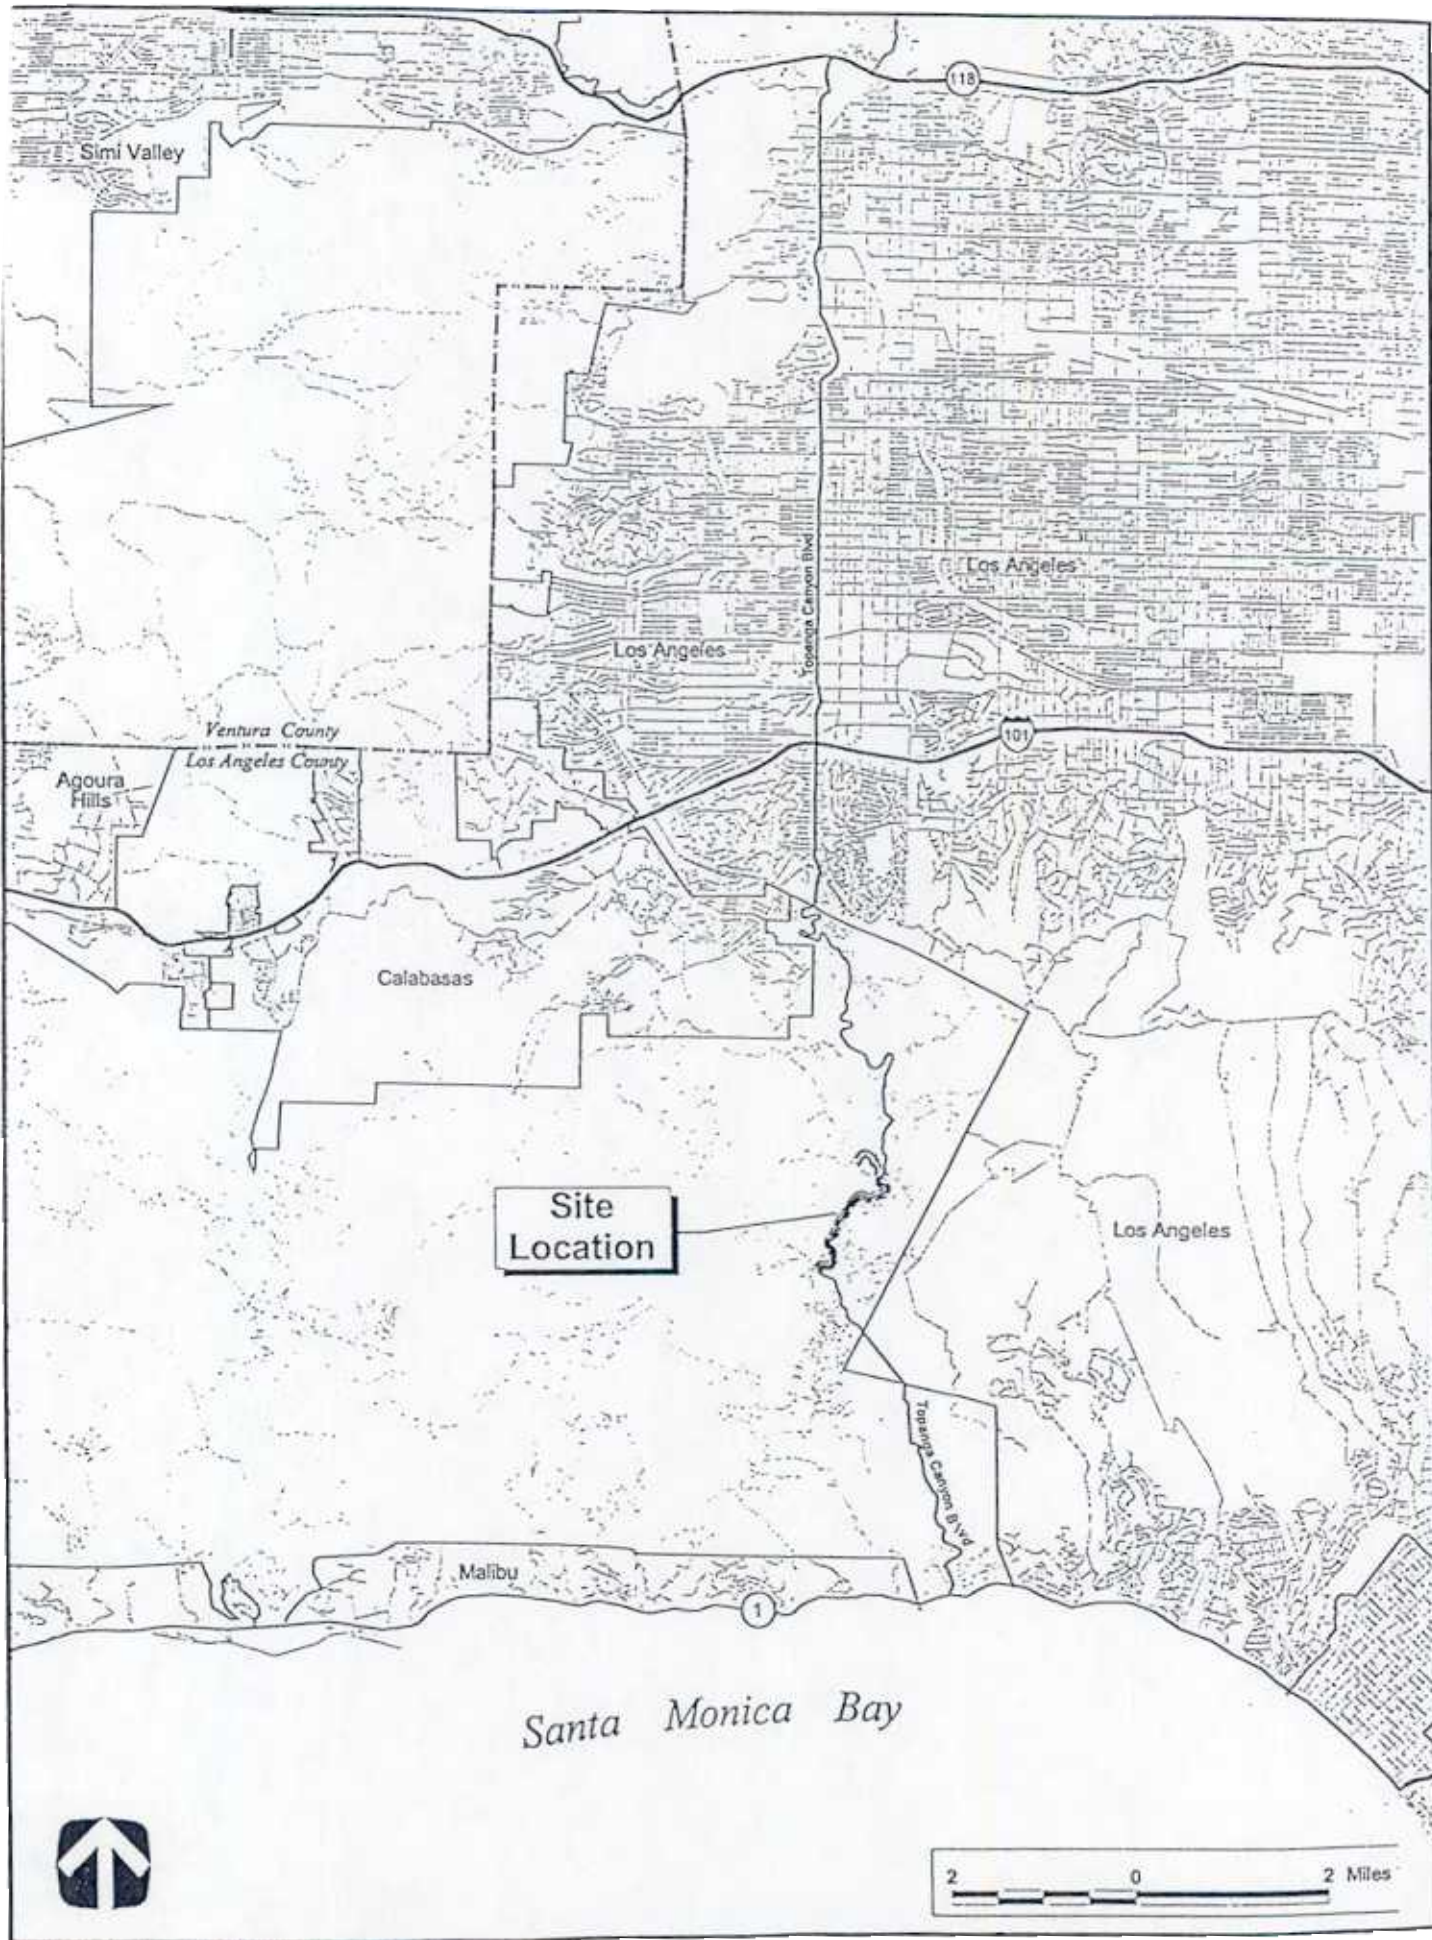 118
Simi Valley
Topanga Canyon Blvd.
Los Angeles
Los Angeles
101
Ventura County
Los Angeles County
Agoura
Hills
Calabasas
Site
Location
Los Angeles
Topanga Canyon Blvd
Malibu
1
Santa Monica Bay
2 0 2 Miles